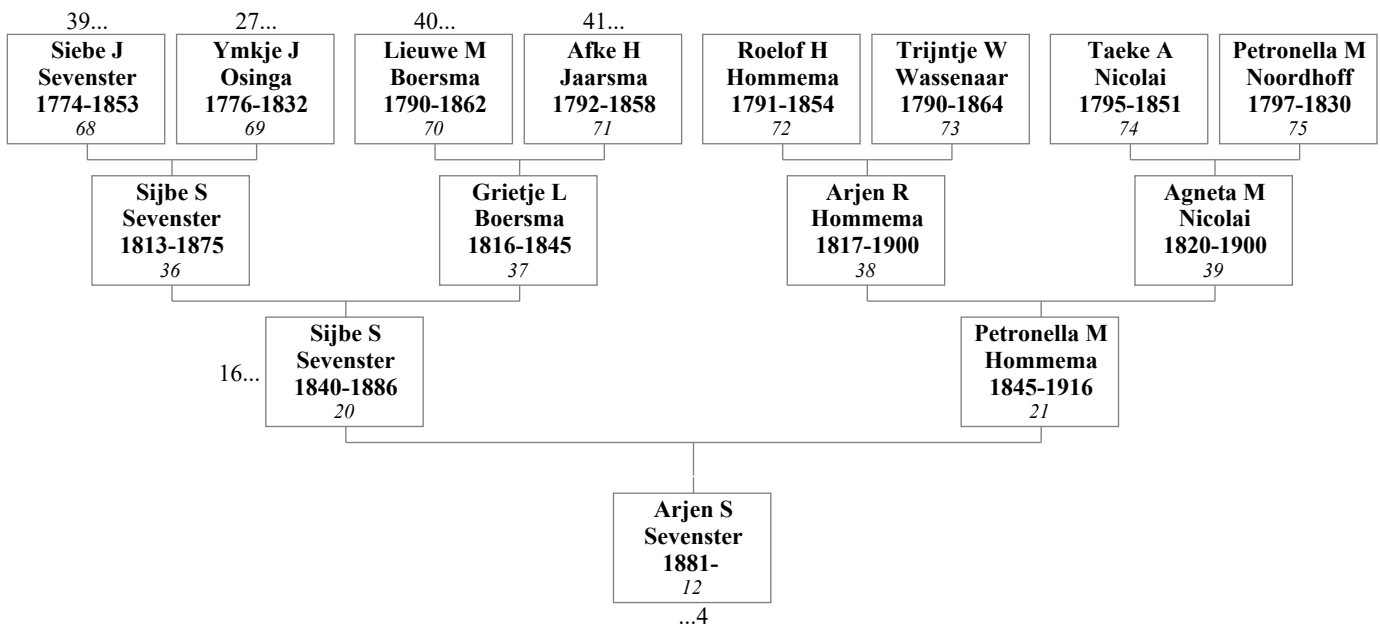 39...
27...
40...
41...
Siebe J
Sevenster
1774-1853
68
Ymkje J
Osinga
1776-1832
69
Lieuwe M
Boersma
1790-1862
70
Afke H
Jaarsma
1792-1858
71
Roelof H
Hommema
1791-1854
72
Trijntje W
Wassenaar
1790-1864
73
Taeke A
Nicolai
1795-1851
74
Petronella M
Noordhoff
1797-1830
75
Sijbe S
Sevenster
1813-1875
36
Grietje L
Boersma
1816-1845
37
Arjen R
Hommema
1817-1900
38
Agneta M
Nicolai
1820-1900
39
16...
Sijbe S
Sevenster
1840-1886
20
Petronella M
Hommema
1845-1916
21
Arjen S
Sevenster
1881-
12
...4